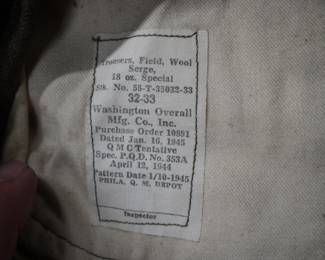 Trousers, Field, Wool
Serge,
18 oz. Special
Stk. No. 55-T-35032-33
32-33
Washington Overall
Mfg. Co., Inc.
Purchase Order 10891
Dated Jan. 16, 1945
Q M C Tentative
Spec. P.Q.D. No. 353A
April 12, 1944
Pattern Date 1/10-1945
PHILA. Q. M. DEPOT
Inspector